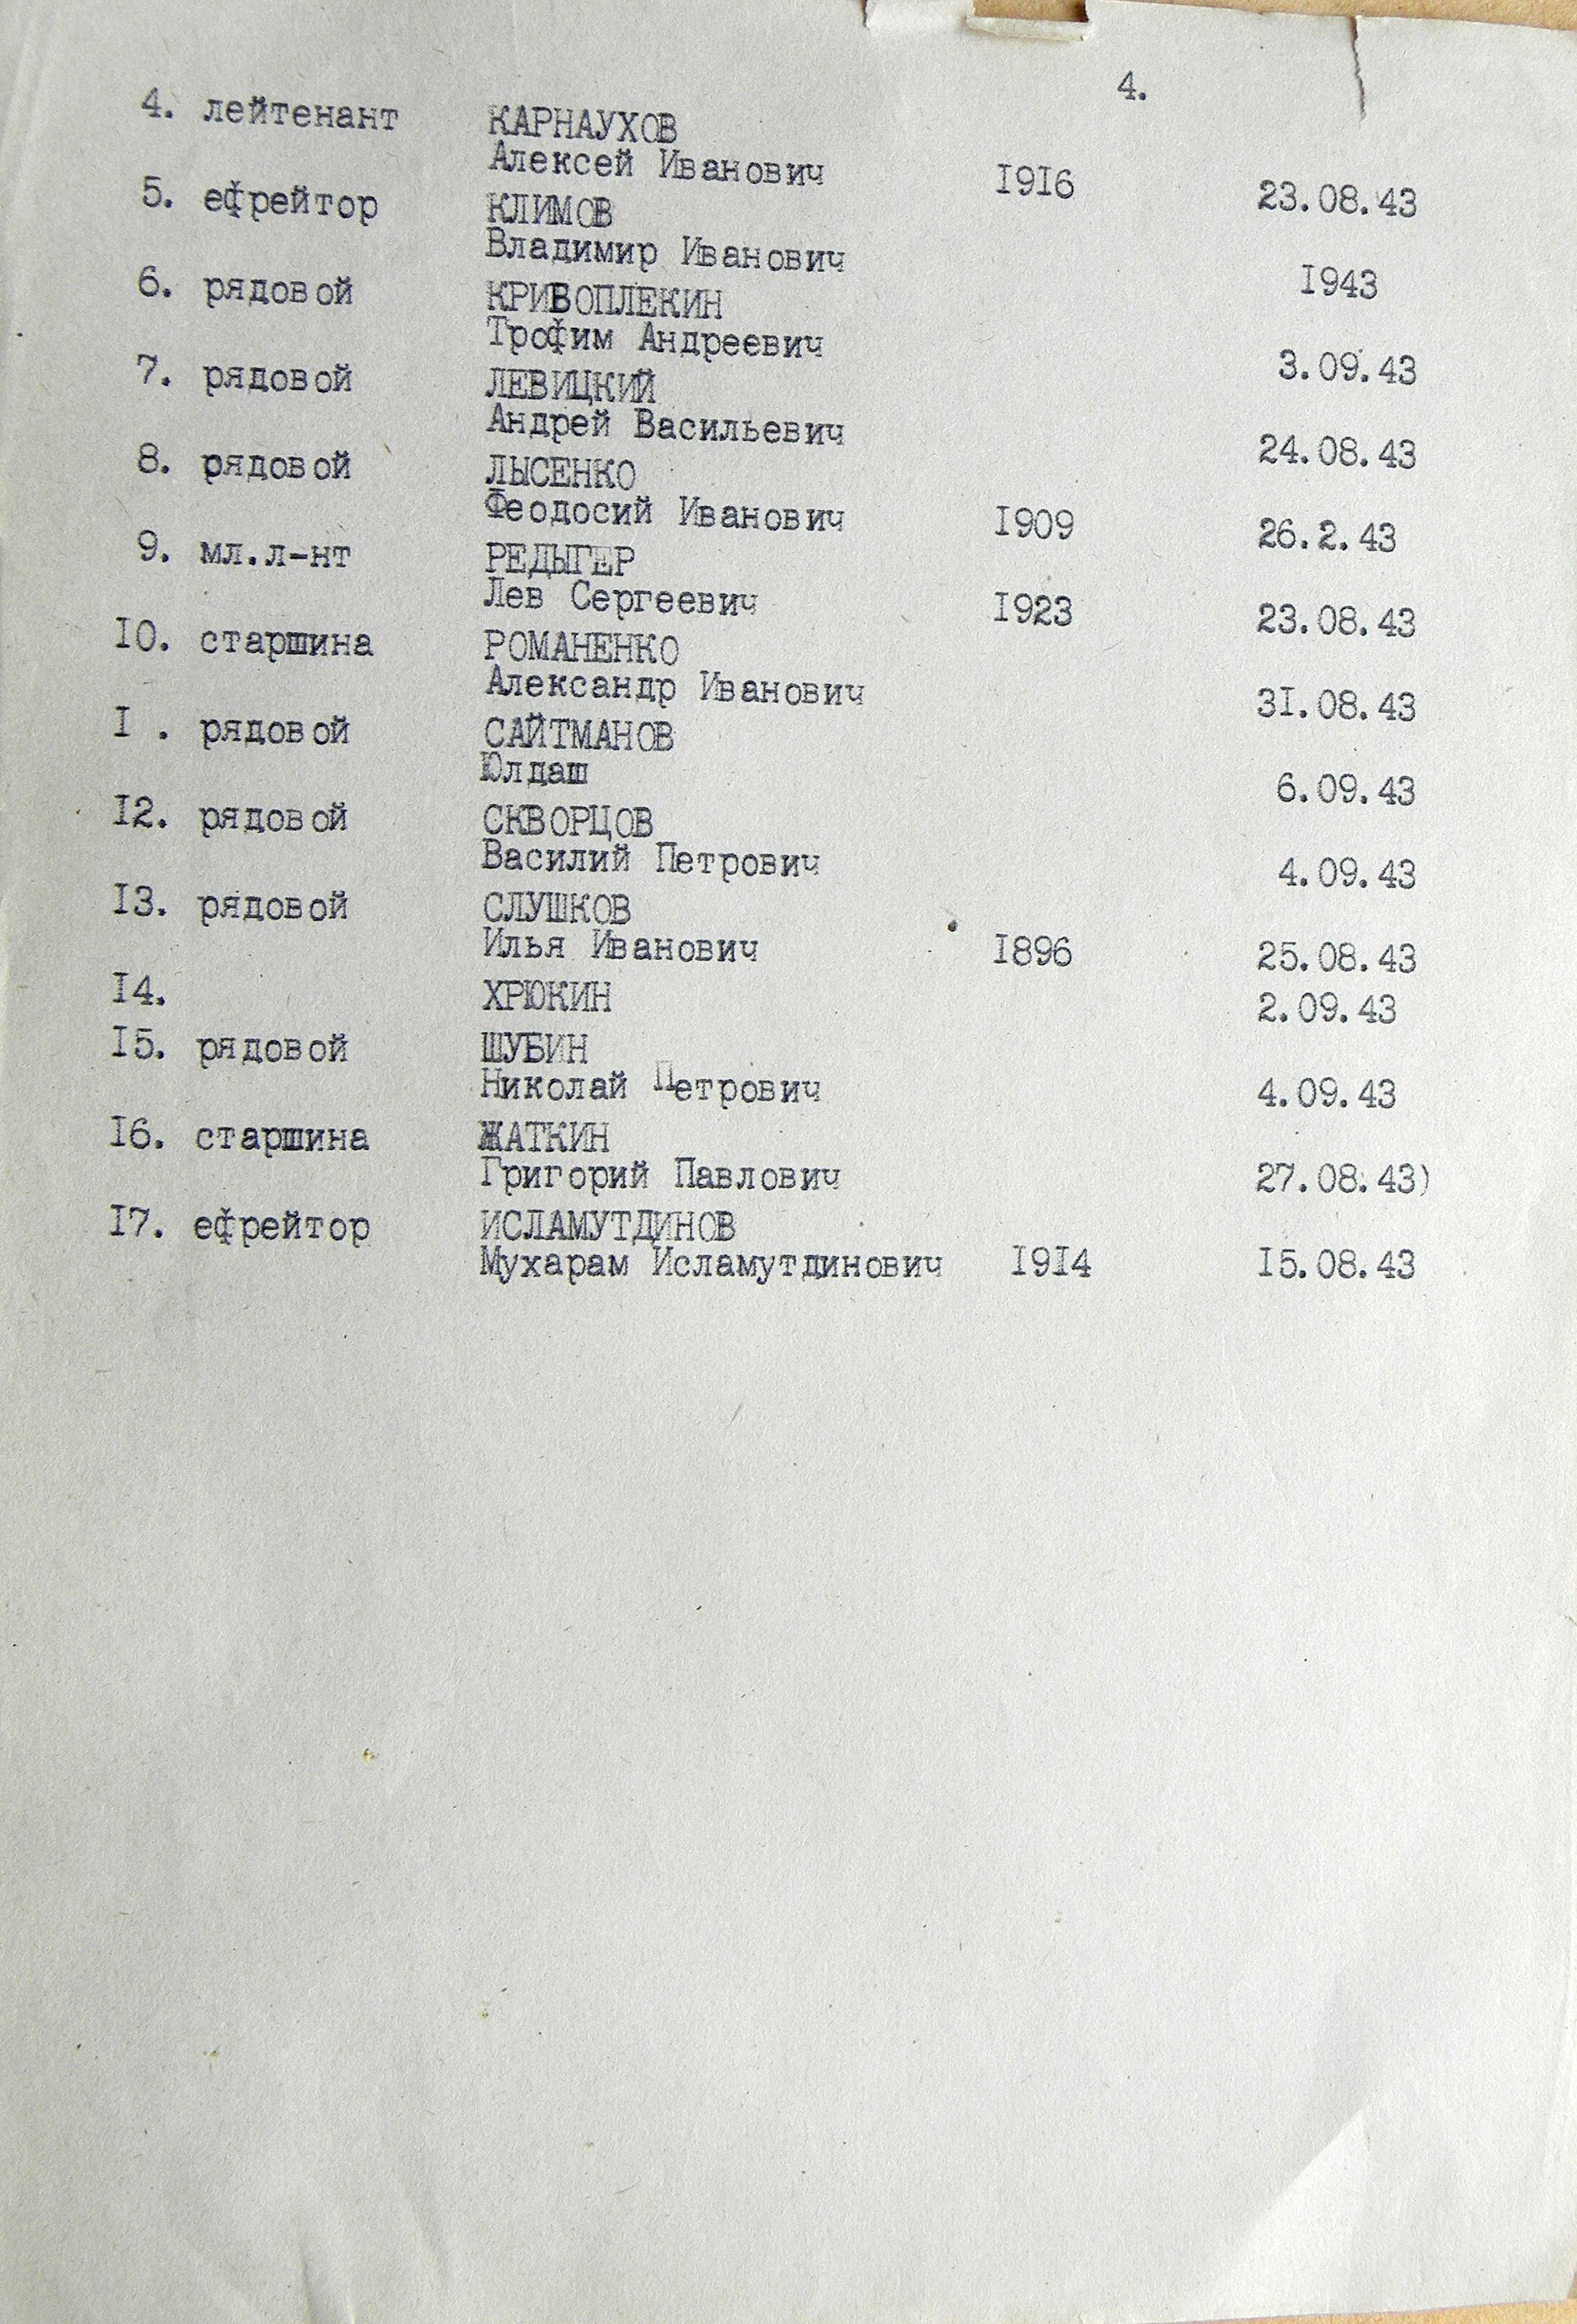 4.
4. лейтенант КАРНАУХОВ
Алексей Иванович 1916 23.08.43
5. ефрейтор КЛИМОВ
Владимир Иванович 1943
6. рядовой КРИВОПЛЕКИН
Трофим Андреевич 3.09.43
7. рядовой ЛЕВИЦКИЙ
Андрей Васильевич 24.08.43
8. рядовой ЛЫСЕНКО
Феодосий Иванович 1909 26.2.43
9. мл.л-нт РЕДЫГЕР
Лев Сергеевич 1923 23.08.43
10. старшина РОМАНЕНКО
Александр Иванович 31.08.43
1 . рядовой САЙТМАНОВ
Юлдаш 6.09.43
12. рядовой СКВОРЦОВ
Василий Петрович 4.09.43
13. рядовой СЛУШКОВ
Илья Иванович 1896 25.08.43
14. ХРЮКИН 2.09.43
15. рядовой ШУБИН
Николай Петрович 4.09.43
16. старшина ЖАТКИН
Григорий Павлович 27.08.43)
17. ефрейтор ИСЛАМУТДИНОВ
Мухарам Исламутдинович 1914 15.08.43